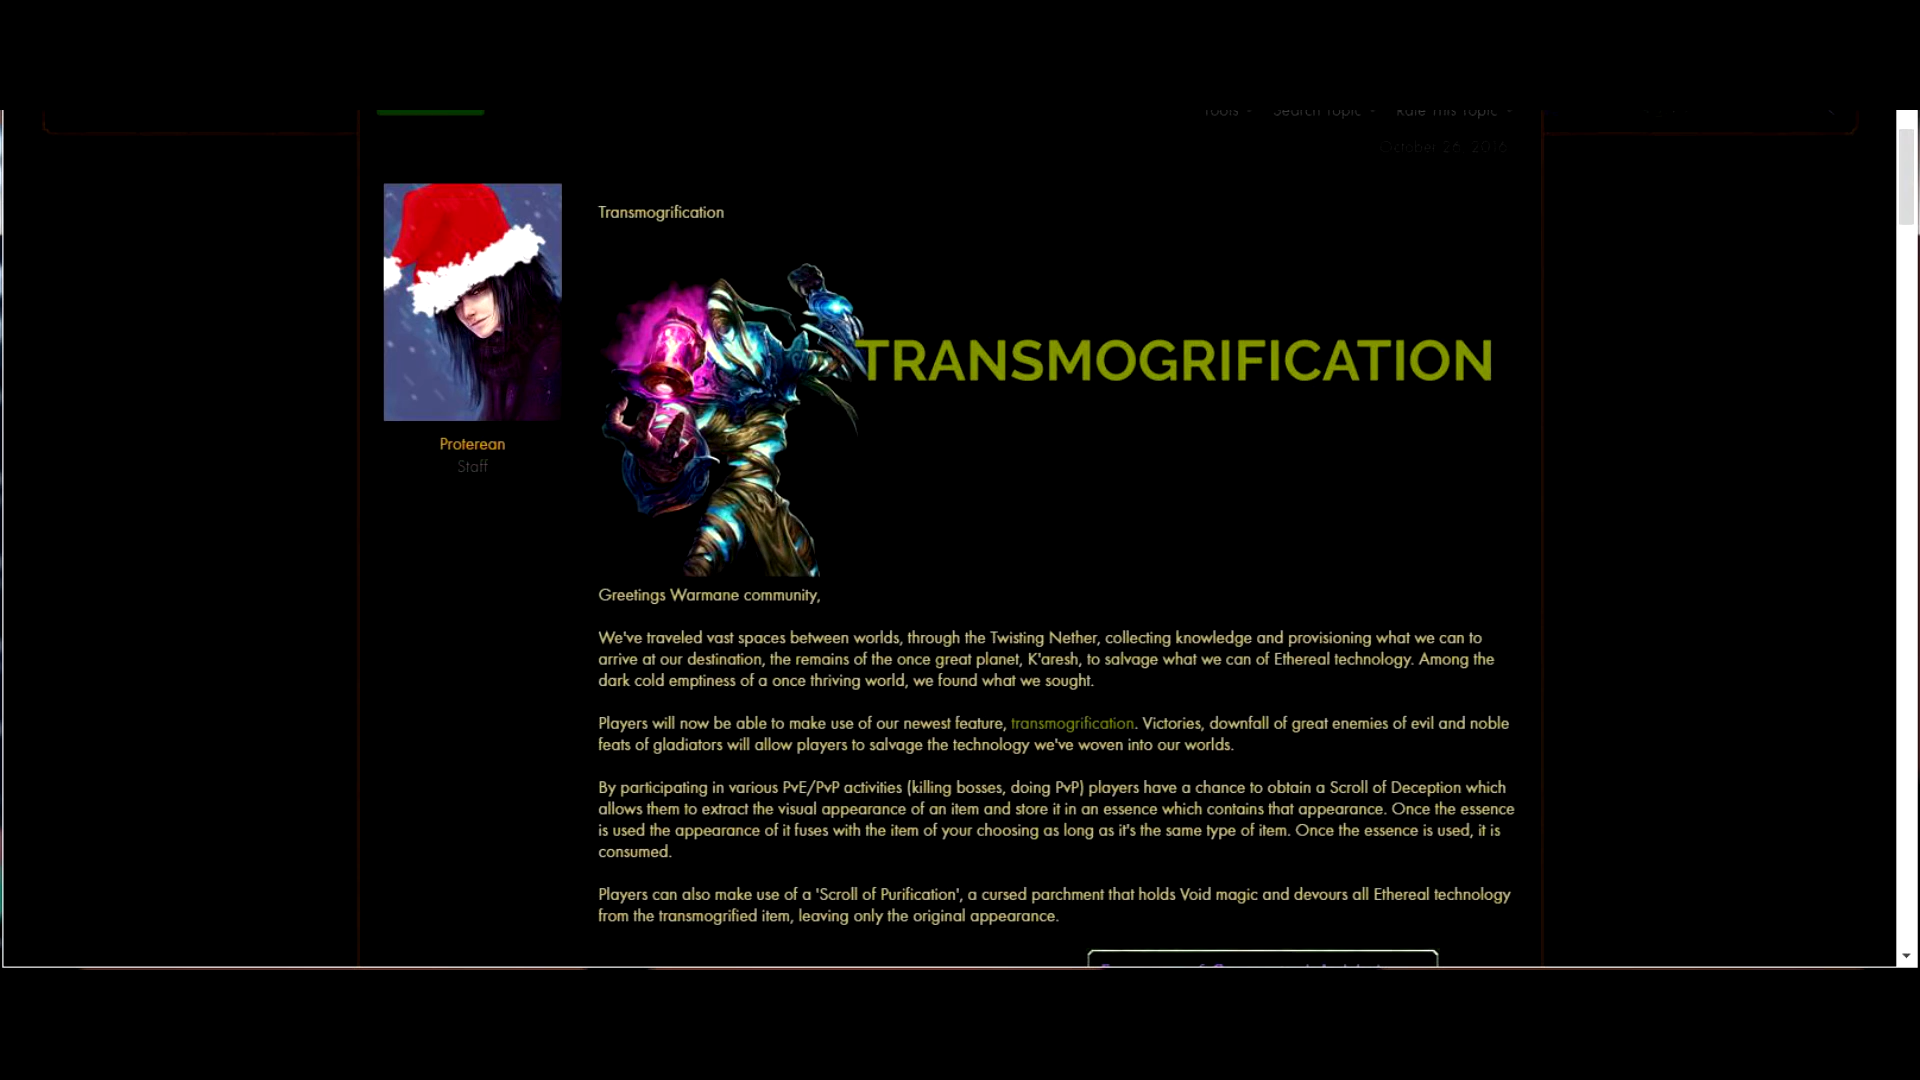 Tools
Search Topic
Rate This Topic
October 26, 2016
Transmogrification
TRANSMOGRIFICATION
Proterean
Staff
Greetings Warmane community,
We've traveled vast spaces between worlds, through the Twisting Nether, collecting knowledge and provisioning what we can to
arrive at our destination, the remains of the once great planet, K'aresh, to salvage what we can of Ethereal technology. Among the
dark cold emptiness of a once thriving world, we found what we sought.
Players will now be able to make use of our newest feature, transmogrification. Victories, downfall of great enemies of evil and noble
feats of gladiators will allow players to salvage the technology we've woven into our worlds.
By participating in various PvE/PvP activities (killing bosses, doing PvP) players have a chance to obtain a Scroll of Deception which
allows them to extract the visual appearance of an item and store it in an essence which contains that appearance. Once the essence
is used the appearance of it fuses with the item of your choosing as long as it's the same type of item. Once the essence is used, it is
consumed.
Players can also make use of a 'Scroll of Purification', a cursed parchment that holds Void magic and devours all Ethereal technology
from the transmogrified item, leaving only the original appearance.